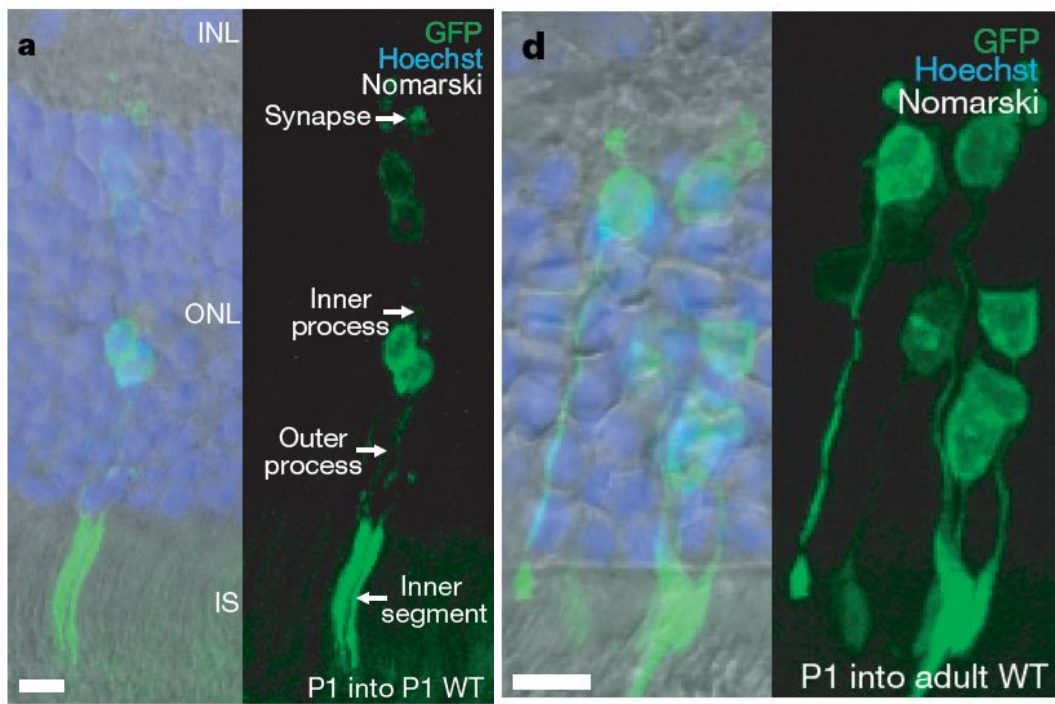 a
INL
GFP
Hoechst
Nomarski
Synapse
Inner
process
ONL
Outer
process
Inner
segment
IS
P1 into P1 WT
d
GFP
Hoechst
Nomarski
P1 into adult WT